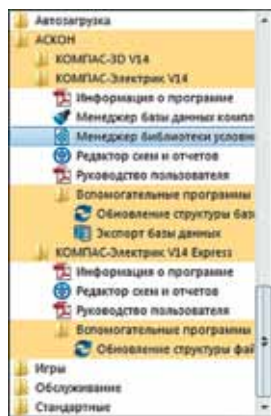 Автозагрузка
АСКОН
КОМПАС-3D V14
КОМПАС-Электрик V14
Информация о программе
Менеджер базы данных компл
Менеджер библиотеки условн
Редактор схем и отчетов
Руководство пользователя
Вспомогательные программы
Обновление структуры баз
Экспорт базы данных
КОМПАС-Электрик V14 Express
Информация о программе
Редактор схем и отчетов
Руководство пользователя
Вспомогательные программы
Обновление структуры фай
Игры
Обслуживание
Стандартные